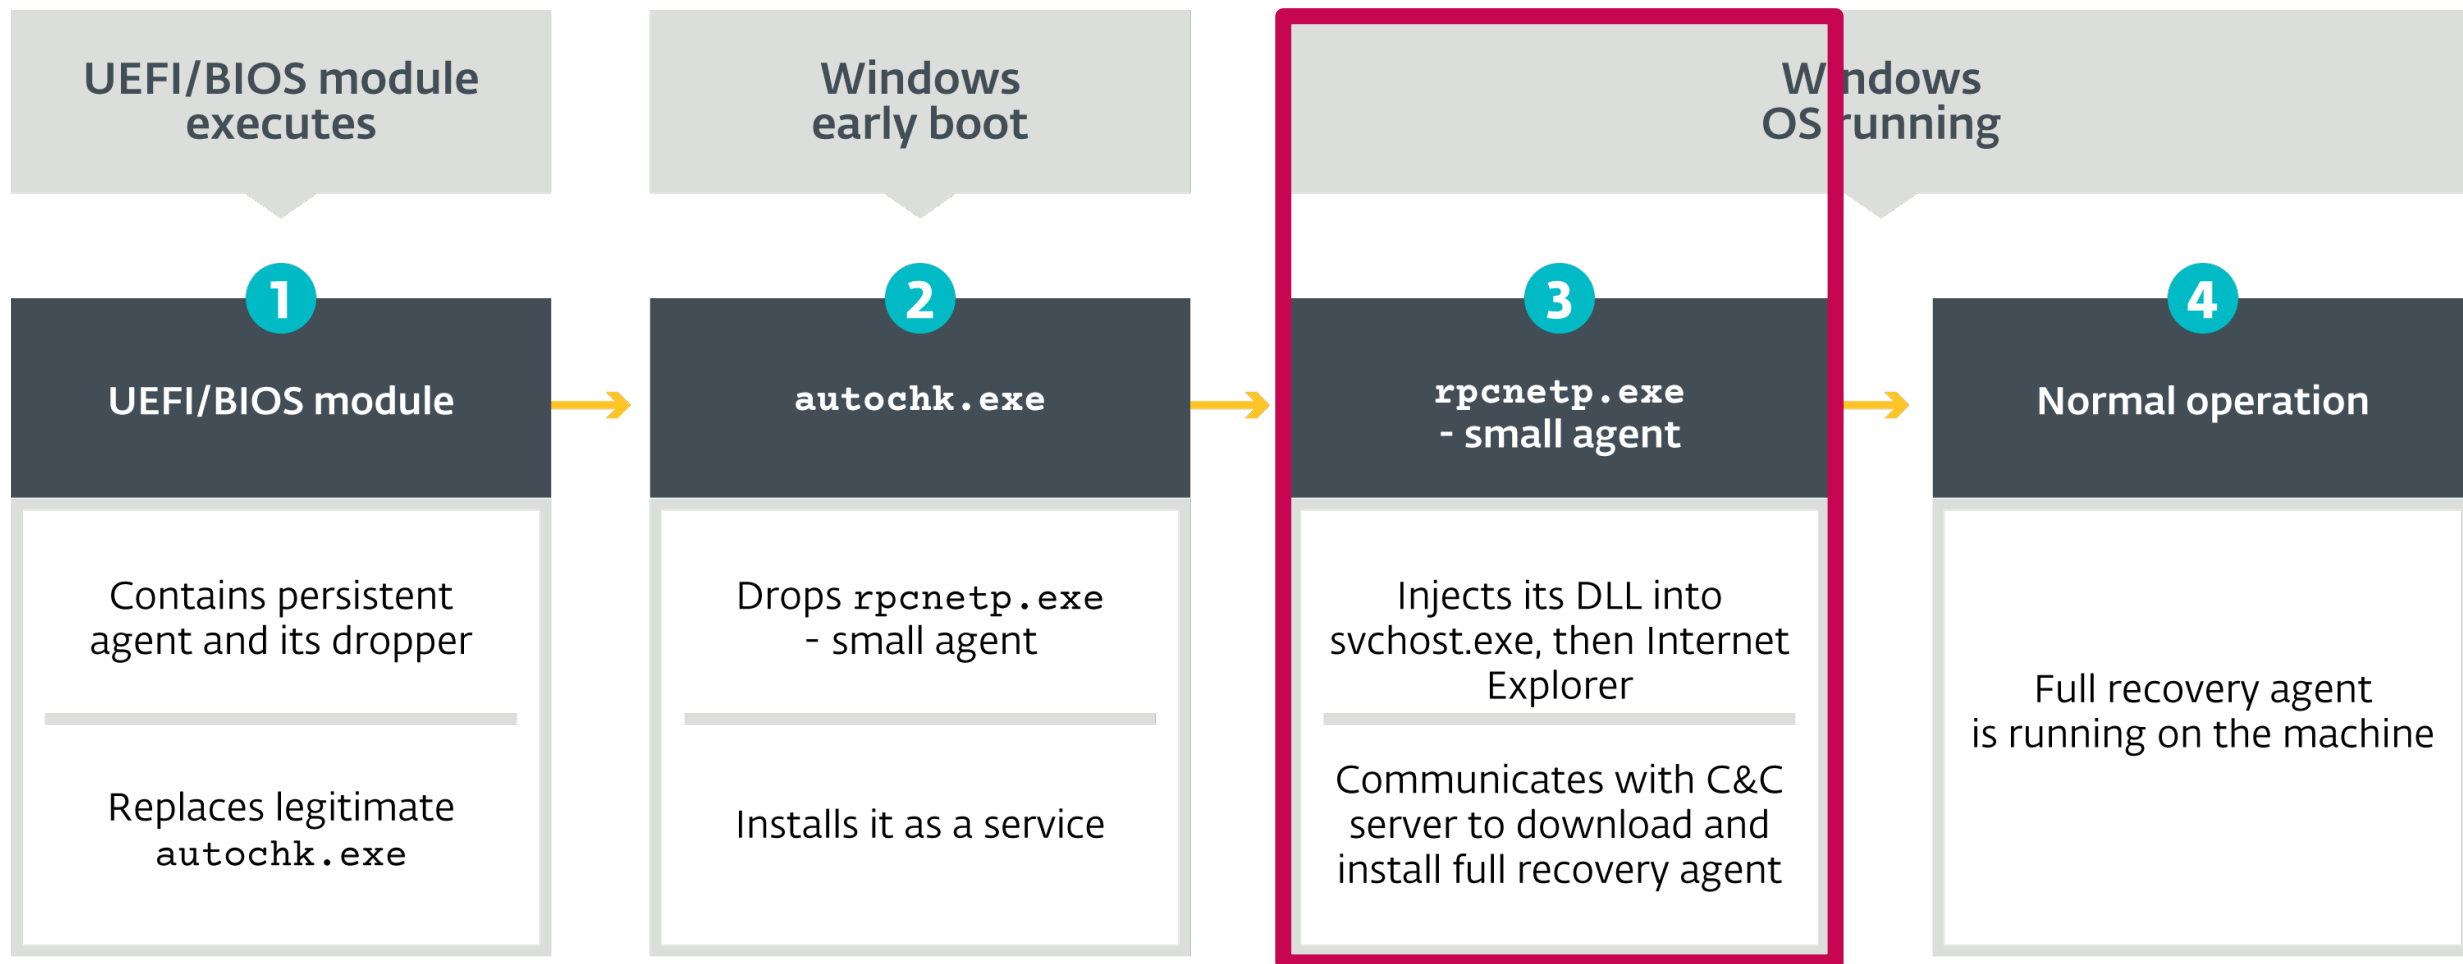 UEFI/BIOS module
executes
Windows
early boot
Windows
OS running
1
UEFI/BIOS module
Contains persistent
agent and its dropper
Replaces legitimate
autochk.exe
2
autochk.exe
Drops rpcnetp.exe
- small agent
Installs it as a service
3
rpcnetp.exe
- small agent
Injects its DLL into
svchost.exe, then Internet
Explorer
Communicates with C&C
server to download and
install full recovery agent
4
Normal operation
Full recovery agent
is running on the machine